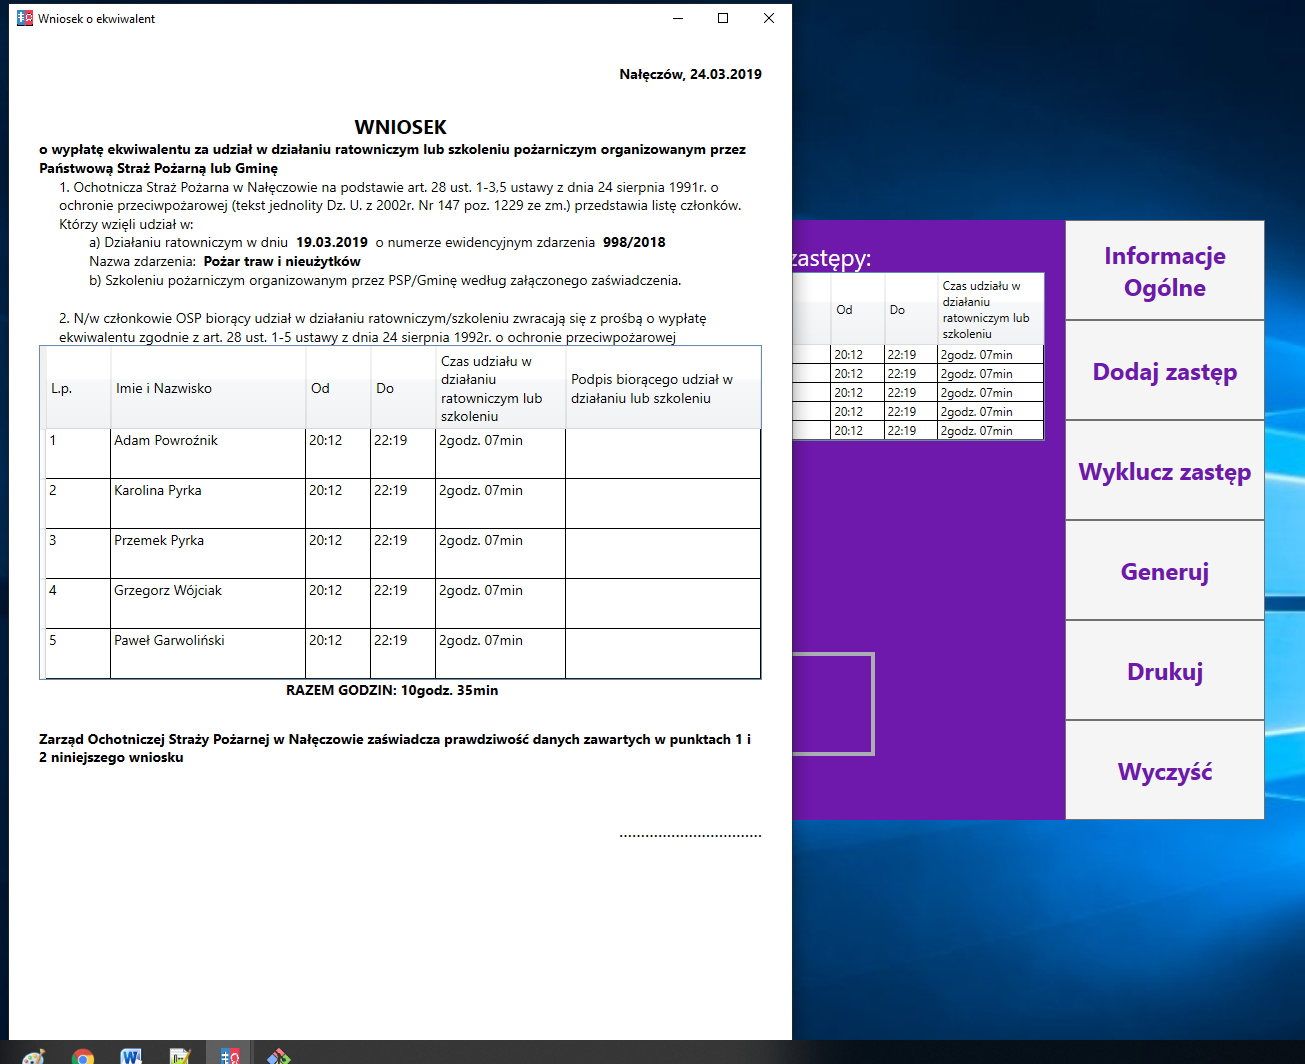 Wniosek o ekwiwalent
Nałęczów, 24.03.2019
WNIOSEK
o wypłatę ekwiwalentu za udział w działaniu ratowniczym lub szkoleniu pożarniczym organizowanym przez
Państwową Straż Pożarną lub Gminę
1. Ochotnicza Straż Pożarna w Nałęczowie na podstawie art. 28 ust. 1-3,5 ustawy z dnia 24 sierpnia 1991r. o
ochronie przeciwpożarowej (tekst jednolity Dz. U. z 2002r. Nr 147 poz. 1229 ze zm.) przedstawia listę członków.
Którzy wzięli udział w:
a) Działaniu ratowniczym w dniu 19.03.2019 o numerze ewidencyjnym zdarzenia 998/2018
Nazwa zdarzenia: Pożar traw i nieużytków
b) Szkoleniu pożarniczym organizowanym przez PSP/Gminę według załączonego zaświadczenia.
2. N/w członkowie OSP biorący udział w działaniu ratowniczym/szkoleniu zwracają się z prośbą o wypłatę
ekwiwalentu zgodnie z art. 28 ust. 1-5 ustawy z dnia 24 sierpnia 1992r. o ochronie przeciwpożarowej
L.p. Imie i Nazwisko Od Do
Czas udziału w
działaniu
ratowniczym lub
szkoleniu
Podpis biorącego udział w
działaniu lub szkoleniu
1 Adam Powroźnik 20:12 22:19 2godz. 07min
2 Karolina Pyrka 20:12 22:19 2godz. 07min
3 Przemek Pyrka 20:12 22:19 2godz. 07min
4 Grzegorz Wójciak 20:12 22:19 2godz. 07min
5 Paweł Garwoliński 20:12 22:19 2godz. 07min
RAZEM GODZIN: 10godz. 35min
Zarząd Ochotniczej Straży Pożarnej w Nałęczowie zaświadcza prawdziwość danych zawartych w punktach 1 i
2 niniejszego wniosku
.................................
zastępy:
Od Do
Czas udziału w
działaniu
ratowniczym lub
szkoleniu
20:12 22:19 2godz. 07min
20:12 22:19 2godz. 07min
20:12 22:19 2godz. 07min
20:12 22:19 2godz. 07min
20:12 22:19 2godz. 07min
Informacje
Ogólne
Dodaj zastęp
Wyklucz zastęp
Generuj
Drukuj
Wyczyść